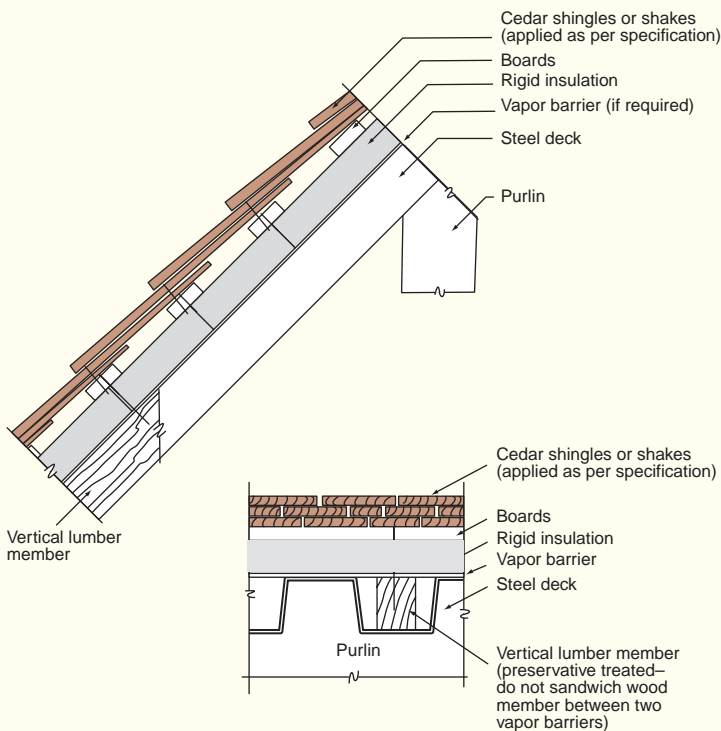 Cedar shingles or shakes
(applied as per specification)
Boards
Rigid insulation
Vapor barrier (if required)
Steel deck
Purlin
Vertical lumber
member
Cedar shingles or shakes
(applied as per specification)
Boards
Rigid insulation
Vapor barrier
Steel deck
Purlin
Vertical lumber member
(preservative treated–
do not sandwich wood
member between two
vapor barriers)